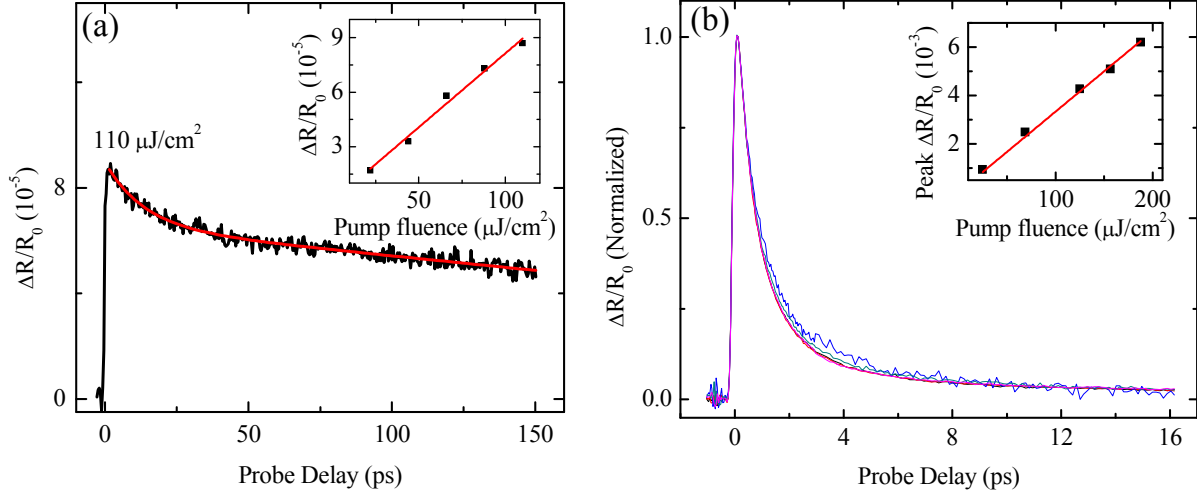 (a)
110 μJ/cm²
ΔR/R₀ (10⁻⁵)
8
0
0
50
100
150
Probe Delay (ps)
ΔR/R₀ (10⁻⁵)
9
6
3
50
100
Pump fluence (μJ/cm²)
(b)
ΔR/R₀ (Normalized)
1.0
0.5
0.0
0
4
8
12
16
Probe Delay (ps)
Peak ΔR/R₀ (10⁻³)
6
4
2
0
100
200
Pump fluence (μJ/cm²)